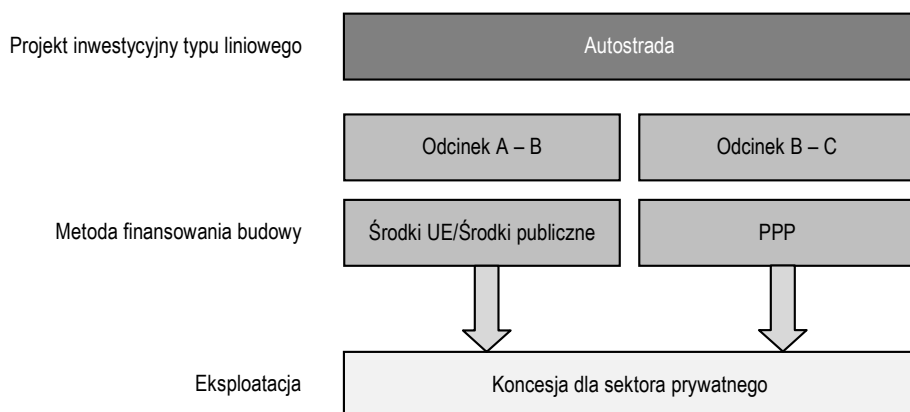 Projekt inwestycyjny typu liniowego
Autostrada
Odcinek A – B
Odcinek B – C
Metoda finansowania budowy
Środki UE/Środki publiczne
PPP
Eksploatacja
Koncesja dla sektora prywatnego